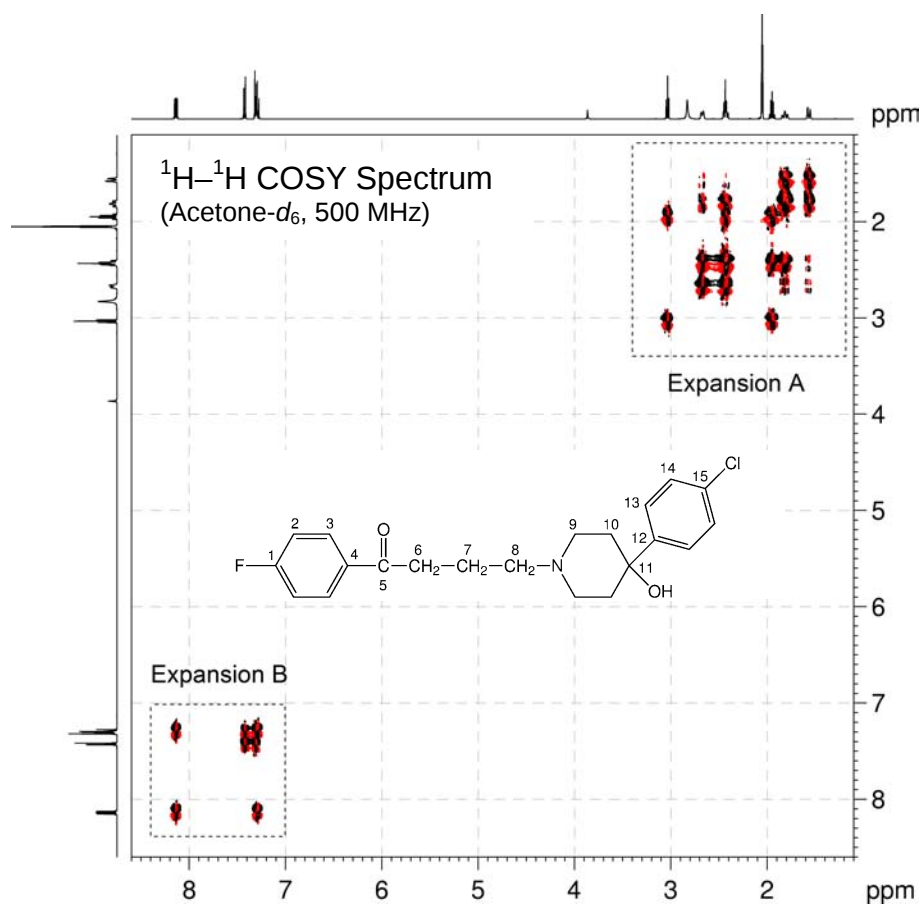 ppm
¹H–¹H COSY Spectrum
(Acetone-d₆, 500 MHz)
2
3
Expansion A
4
Cl
14
15
13
5
9
10
2
3
O
12
6
7
8
1
4
F
CH₂
CH₂
CH₂
N
11
5
OH
6
Expansion B
7
8
8
7
6
5
4
3
2
ppm